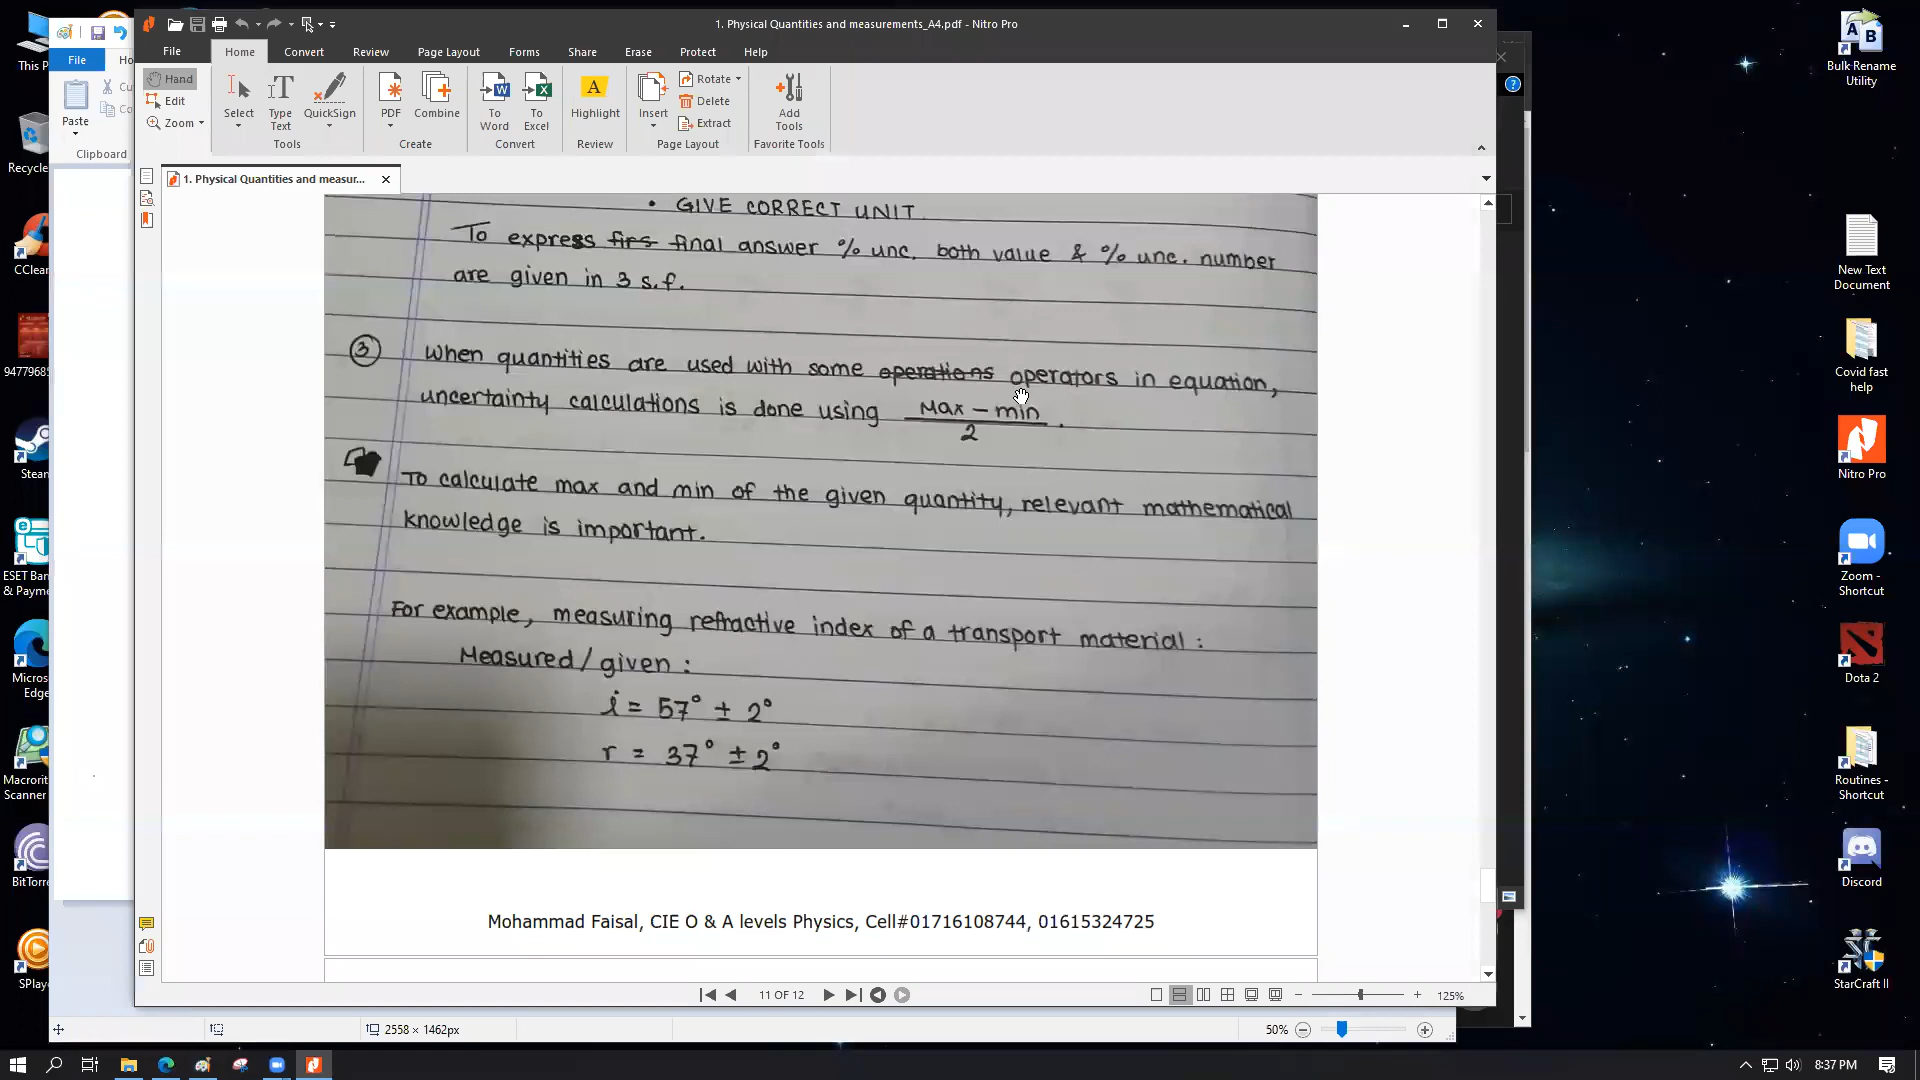 1. Physical Quantities and measurements_A4.pdf - Nitro Pro
File Home Convert Review Page Layout Forms Share Erase Protect Help
Hand
Edit
Zoom
Select
Type Text
QuickSign
Tools
PDF
Combine
Create
To Word
To Excel
Convert
Highlight
Review
Insert
Rotate
Delete
Extract
Page Layout
Add Tools
Favorite Tools
File
Paste
Clipboard
1. Physical Quantities and measur...
• GIVE CORRECT UNIT
To express firs final answer % unc. both value & % unc. number
are given in 3 s.f.
③ When quantities are used with some operations operators in equation,
uncertainty calculations is done using Max - min / 2 .
To calculate max and min of the given quantity, relevant mathematical
knowledge is important.
For example, measuring refractive index of a transport material :
Measured / given :
i = 57° ± 2°
r = 37° ± 2°
Mohammad Faisal, CIE O & A levels Physics, Cell#01716108744, 01615324725
11 OF 12
125%
2558 × 1462px
50%
This P
Recycle
CClean
94779685
Steam
ESET Ban
& Payme
Micros
Edge
Macrorit
Scanner
BitTorre
SPlay
Bulk Rename Utility
New Text Document
Covid fast help
Nitro Pro
Zoom - Shortcut
Dota 2
Routines - Shortcut
Discord
StarCraft II
8:37 PM